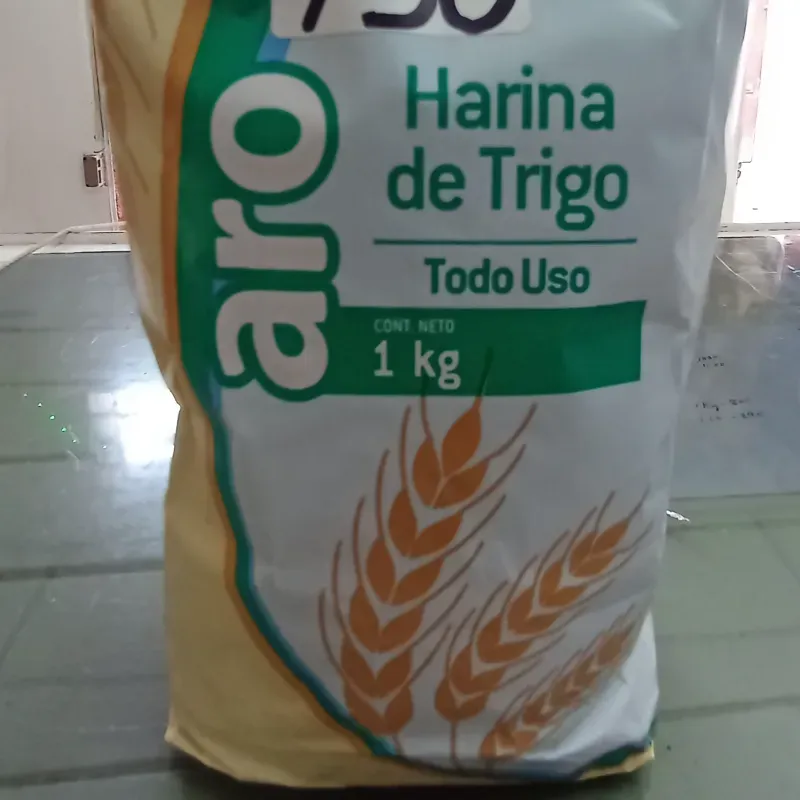 aro
Harina
de Trigo
Todo Uso
CONT. NETO
1 kg